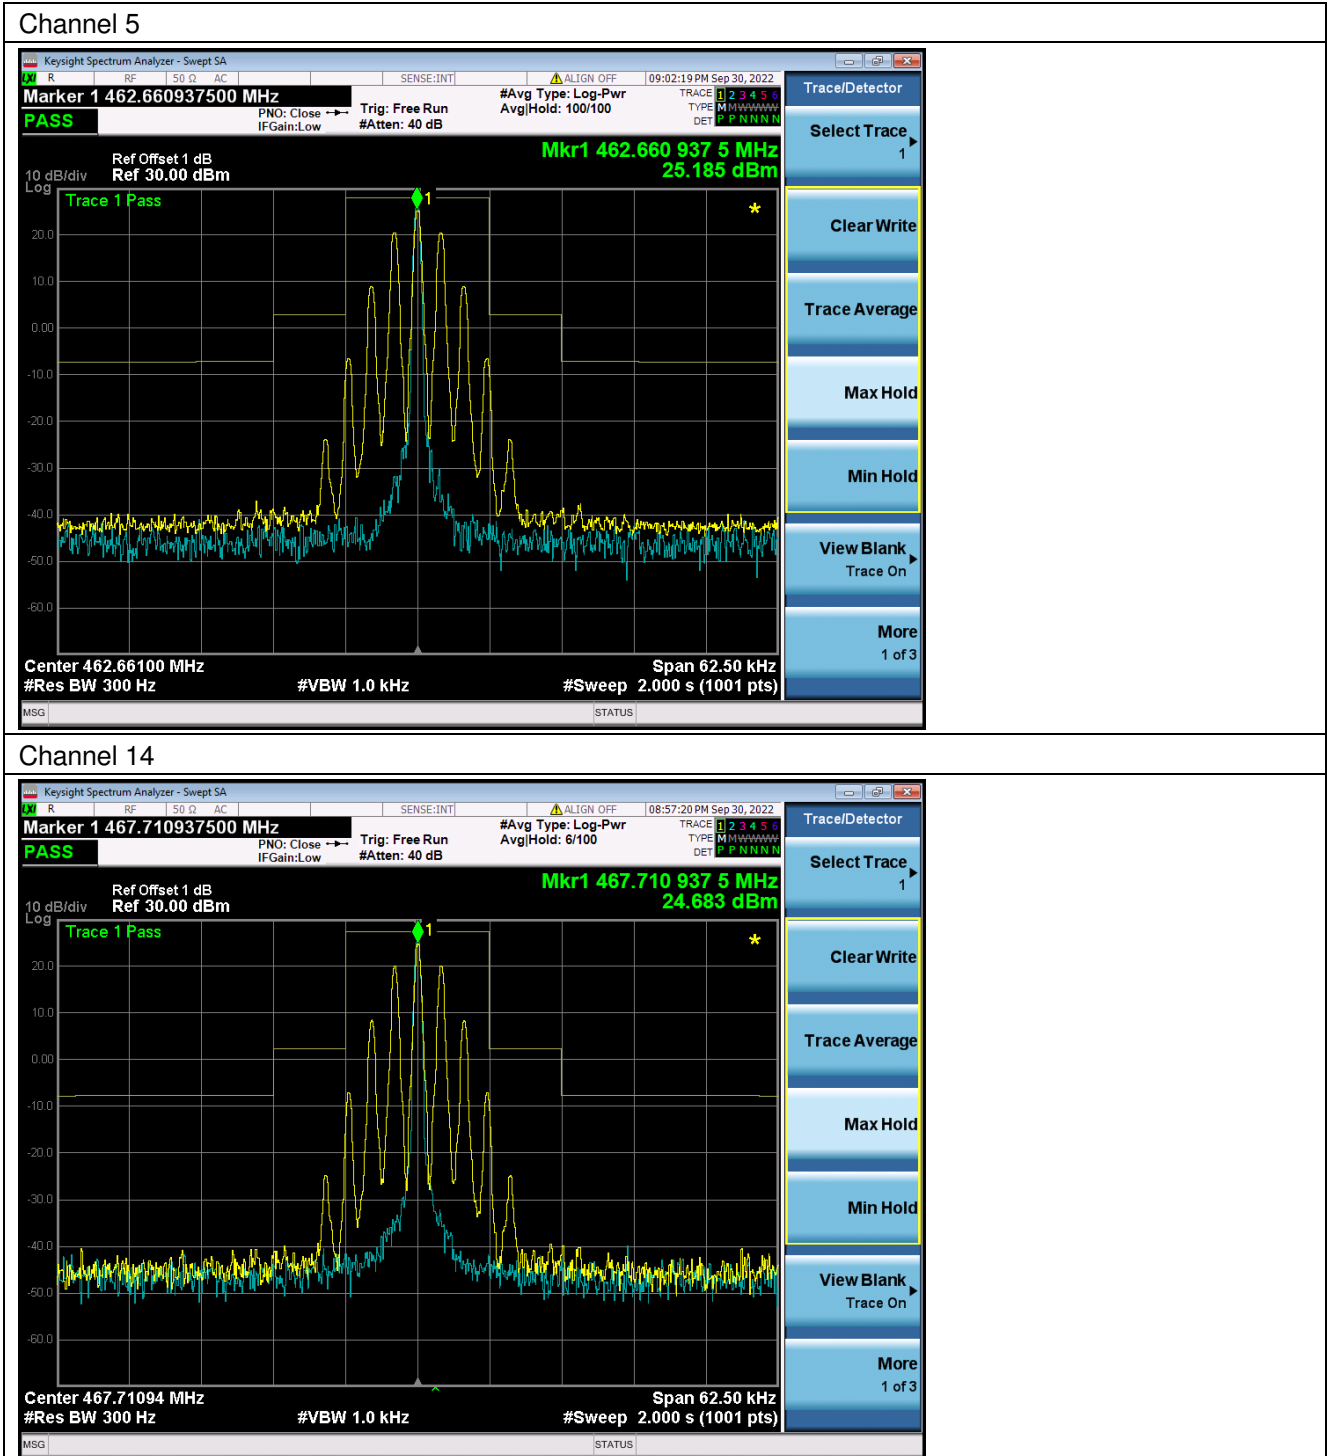 Channel 5
Keysight Spectrum Analyzer - Swept SA
LXI R RF 50 Ω AC SENSE:INT ALIGN OFF 09:02:19 PM Sep 30, 2022
Marker 1 462.660937500 MHz
PASS
PNO: Close
IFGain:Low
Trig: Free Run
#Atten: 40 dB
#Avg Type: Log-Pwr
Avg|Hold: 100/100
TRACE 1 2 3 4 5 6
TYPE M M W W W W
DET P P N N N N
Mkr1 462.660 937 5 MHz
25.185 dBm
Ref Offset 1 dB
10 dB/div Ref 30.00 dBm
Log
Trace 1 Pass
1
20.0
10.0
0.00
-10.0
-20.0
-30.0
-40.0
-50.0
-60.0
Center 462.66100 MHz Span 62.50 kHz
#Res BW 300 Hz #VBW 1.0 kHz #Sweep 2.000 s (1001 pts)
MSG STATUS
Trace/Detector
Select Trace
1
Clear Write
Trace Average
Max Hold
Min Hold
View Blank
Trace On
More
1 of 3
Channel 14
Keysight Spectrum Analyzer - Swept SA
LXI R RF 50 Ω AC SENSE:INT ALIGN OFF 08:57:20 PM Sep 30, 2022
Marker 1 467.710937500 MHz
PASS
PNO: Close
IFGain:Low
Trig: Free Run
#Atten: 40 dB
#Avg Type: Log-Pwr
Avg|Hold: 6/100
TRACE 1 2 3 4 5 6
TYPE M M W W W W
DET P P N N N N
Mkr1 467.710 937 5 MHz
24.683 dBm
Ref Offset 1 dB
10 dB/div Ref 30.00 dBm
Log
Trace 1 Pass
1
20.0
10.0
0.00
-10.0
-20.0
-30.0
-40.0
-50.0
-60.0
Center 467.71094 MHz Span 62.50 kHz
#Res BW 300 Hz #VBW 1.0 kHz #Sweep 2.000 s (1001 pts)
MSG STATUS
Trace/Detector
Select Trace
1
Clear Write
Trace Average
Max Hold
Min Hold
View Blank
Trace On
More
1 of 3